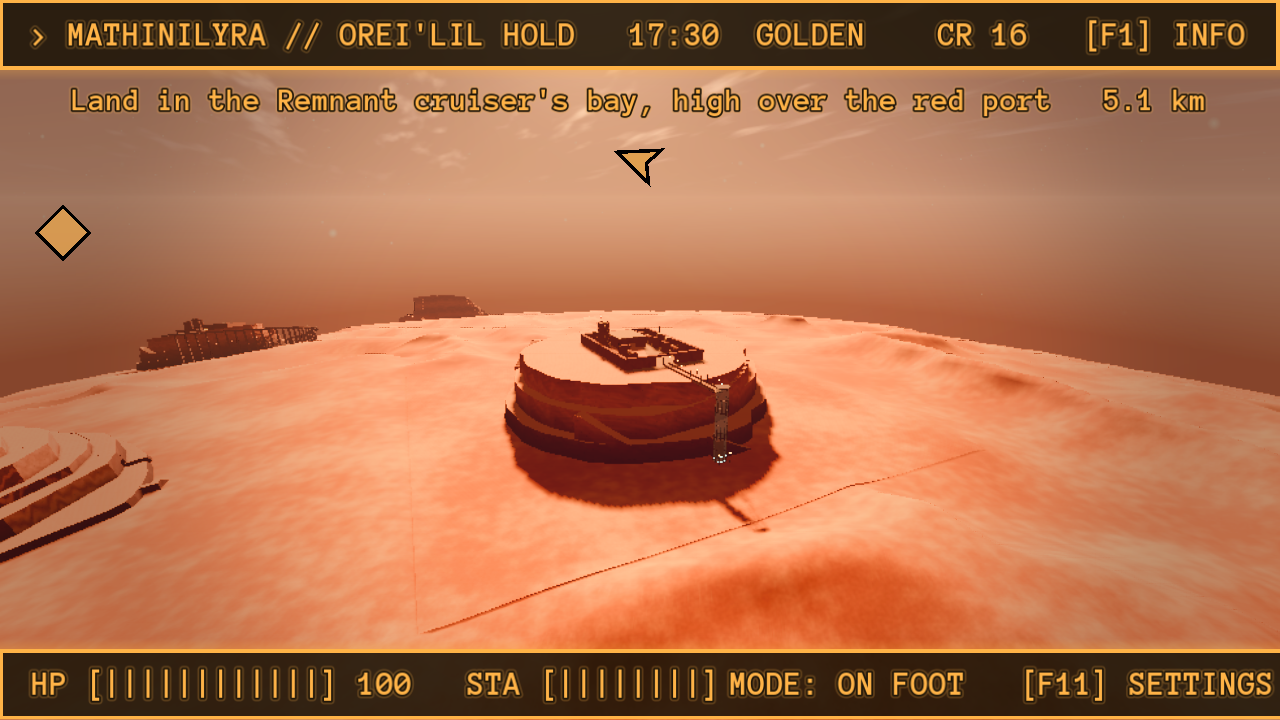 > MATHINILYRA // OREI'LIL HOLD 17:30 GOLDEN CR 16 [F1] INFO
Land in the Remnant cruiser's bay, high over the red port 5.1 km
HP [||||||||||||] 100 STA [||||||||] MODE: ON FOOT [F11] SETTINGS